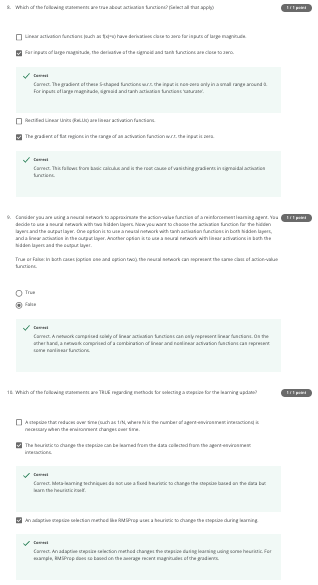 8. Which of the following statements are true about activation functions? (Select all that apply)
1 / 1 point
Linear activation functions (such as f(x)=x) have derivatives close to zero for inputs of large magnitude.
For inputs of large magnitude, the derivative of the sigmoid and tanh functions are close to zero.
Correct
Correct. The gradient of these S-shaped functions w.r.t. the input is non-zero only in a small range around 0.
For inputs of large magnitude, sigmoid and tanh activation functions 'saturate'.
Rectified Linear Units (ReLUs) are linear activation functions.
The gradient of flat regions in the range of an activation function w.r.t. the input is zero.
Correct
Correct. This follows from basic calculus and is the root cause of vanishing gradients in sigmoidal activation
functions.
9. Consider you are using a neural network to approximate the action-value function of a reinforcement learning agent. You
1 / 1 point
decide to use a neural network with two hidden layers. Now you want to choose the activation function for the hidden
layers and the output layer. One option is to use a neural network with tanh activation functions in both hidden layers,
and a linear activation in the output layer. Another option is to use a neural network with linear activations in both the
hidden layers and the output layer.
True or False: In both cases (option one and option two), the neural network can represent the same class of action-value
functions.
True
False
Correct
Correct. A network comprised solely of linear activation functions can only represent linear functions. On the
other hand, a network comprised of a combination of linear and nonlinear activation functions can represent
some nonlinear functions.
10. Which of the following statements are TRUE regarding methods for selecting a stepsize for the learning update?
1 / 1 point
A stepsize that reduces over time (such as 1/N, where N is the number of agent-environment interactions) is
necessary when the environment changes over time.
The heuristic to change the stepsize can be learned from the data collected from the agent-environment
interactions.
Correct
Correct. Meta-learning techniques do not use a fixed heuristic to change the stepsize based on the data but
learn the heuristic itself.
An adaptive stepsize selection method like RMSProp uses a heuristic to change the stepsize during learning
Correct
Correct. An adaptive stepsize selection method changes the stepsize during learning using some heuristic. For
example, RMSProp does so based on the average recent magnitudes of the gradients.